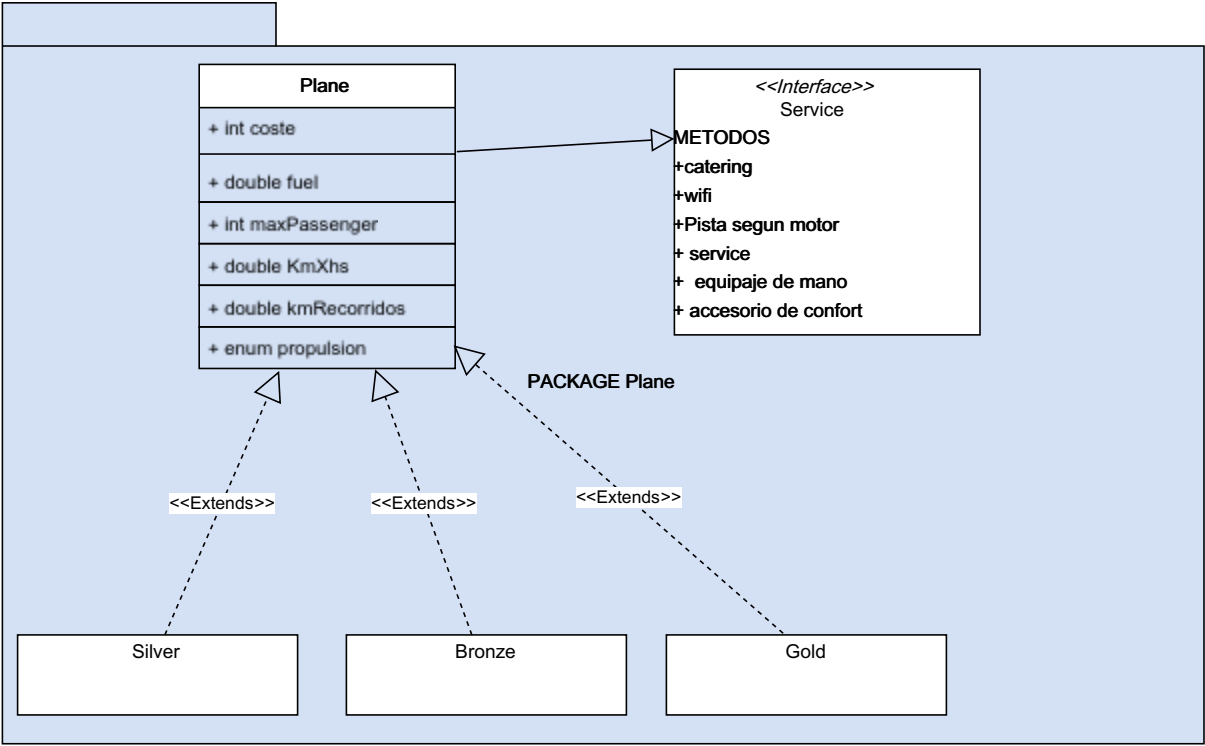 Plane
+ int coste
+ double fuel
+ int maxPassenger
+ double KmXhs
+ double kmRecorridos
+ enum propulsion
<<Interface>>
Service
METODOS
+catering
+wifi
+Pista segun motor
+ service
+ equipaje de mano
+ accesorio de confort
PACKAGE Plane
<<Extends>>
<<Extends>>
<<Extends>>
Silver
Bronze
Gold